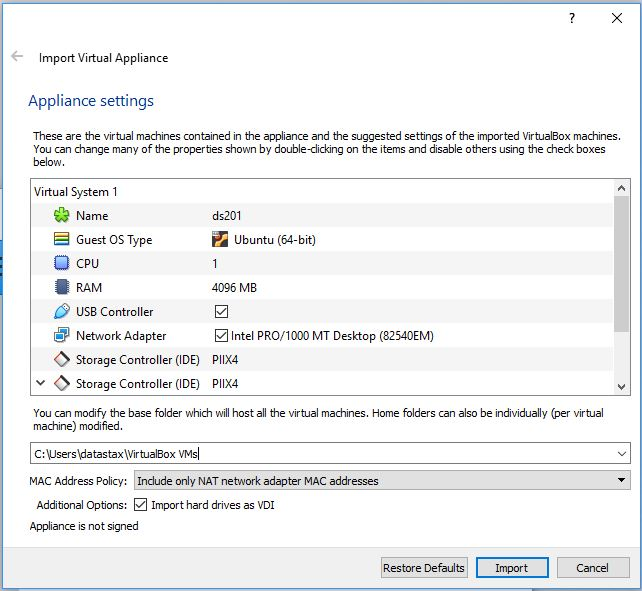 ?
Import Virtual Appliance
Appliance settings
These are the virtual machines contained in the appliance and the suggested settings of the imported VirtualBox machines.
You can change many of the properties shown by double-clicking on the items and disable others using the check boxes
below.
Virtual System 1
Name ds201
Guest OS Type Ubuntu (64-bit)
CPU 1
RAM 4096 MB
USB Controller
Network Adapter Intel PRO/1000 MT Desktop (82540EM)
Storage Controller (IDE) PIIX4
Storage Controller (IDE) PIIX4
You can modify the base folder which will host all the virtual machines. Home folders can also be individually (per virtual
machine) modified.
C:\Users\datastax\VirtualBox VMs
MAC Address Policy: Include only NAT network adapter MAC addresses
Additional Options: Import hard drives as VDI
Appliance is not signed
Restore Defaults Import Cancel